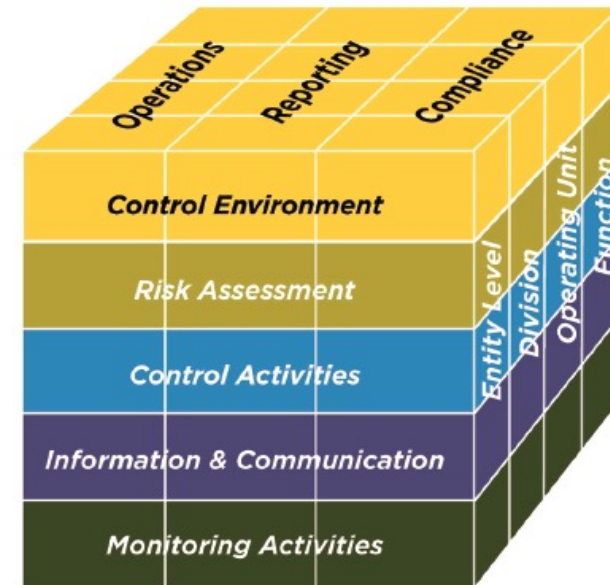 Operations
Reporting
Compliance
Control Environment
Risk Assessment
Control Activities
Information & Communication
Monitoring Activities
Entity Level
Division
Operating Unit
Function